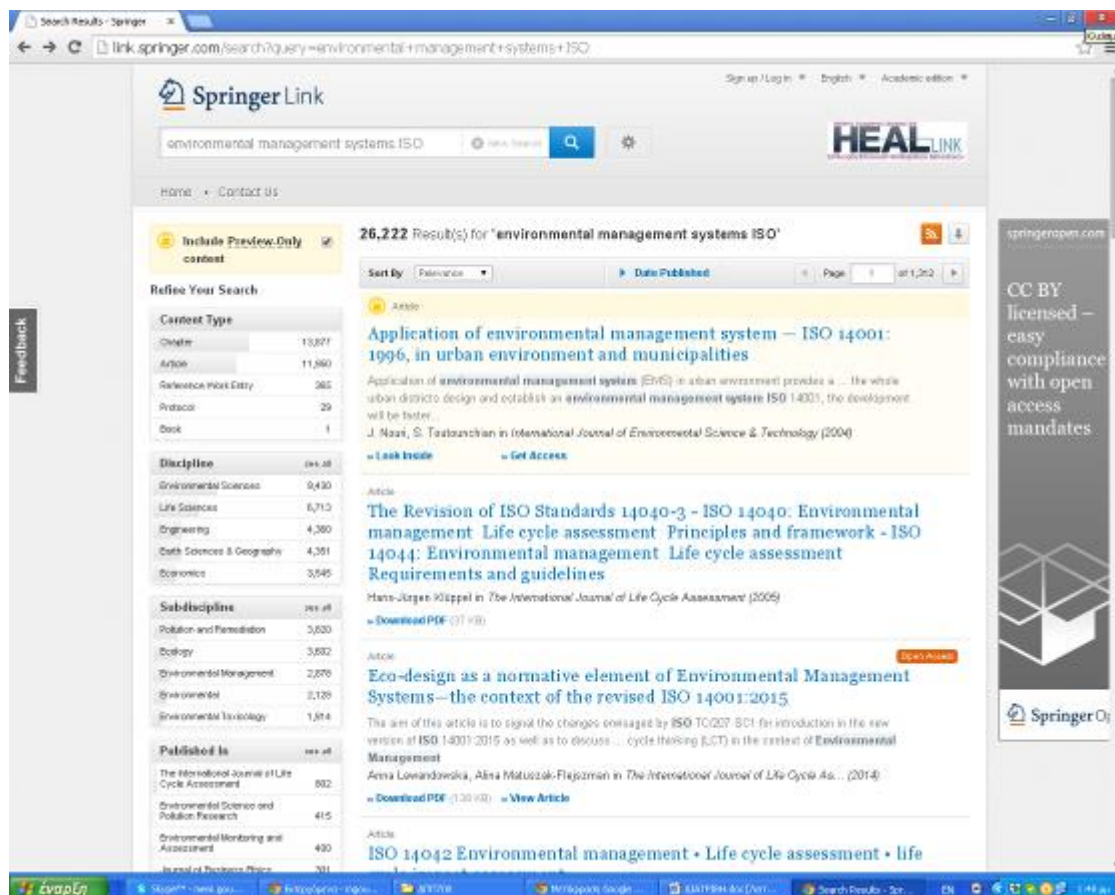 Search Results - Springer
link.springer.com/search?query=environmental+management+systems+ISO
Sign up / Log in
English
Academic edition
Springer Link
environmental management systems ISO
New Search
HEAL LINK
Home • Contact Us
Include Preview-Only content
26,222 Result(s) for 'environmental management systems ISO'
Sort By Relevance
Date Published
Page 1 of 1,312
Refine Your Search
Content Type
Chapter 13,877
Article
Reference Work Entry 365
Protocol 29
Book 1
Discipline see all
Environmental Sciences 9,430
Life Sciences 6,713
Engineering 4,380
Earth Sciences & Geography 4,351
Economics 3,545
Subdiscipline see all
Pollution and Remediation
Ecology
Environmental Management
Environmental
Environmental Toxicology 1,914
Published In see all
The International Journal of Life
Cycle Assessment 602
Environmental Science and
Pollution Research 415
Environmental Monitoring and
Assessment 400
Journal of Business Ethics
Article
Application of environmental management system — ISO 14001:
1996, in urban environment and municipalities
Application of environmental management system (EMS) in urban environment provides a ... the whole
urban districts design and establish an environmental management system ISO 14001, the development
will be faster...
J. Nouri, S. Toutounchian in International Journal of Environmental Science & Technology (2004)
» Look Inside » Get Access
Article
The Revision of ISO Standards 14040-3 - ISO 14040: Environmental
management Life cycle assessment Principles and framework - ISO
14044: Environmental management Life cycle assessment
Requirements and guidelines
Hans-Jürgen Klüppel in The International Journal of Life Cycle Assessment (2005)
» Download PDF (37 KB)
Article
Open Access
Eco-design as a normative element of Environmental Management
Systems—the context of the revised ISO 14001:2015
The aim of this article is to signal the changes envisaged by ISO TC/207 SC1 for introduction in the new
version of ISO 14001:2015 as well as to discuss ... cycle thinking (LCT) in the context of Environmental
Management
Anna Lewandowska, Alina Matuszak-Flejszman in The International Journal of Life Cycle As... (2014)
» Download PDF » View Article
Article
ISO 14042 Environmental management • Life cycle assessment • life
Feedback
springeropen.com
CC BY
licensed –
easy
compliance
with open
access
mandates
Springer Op
έναρξη
Search Results - Spr...
EN